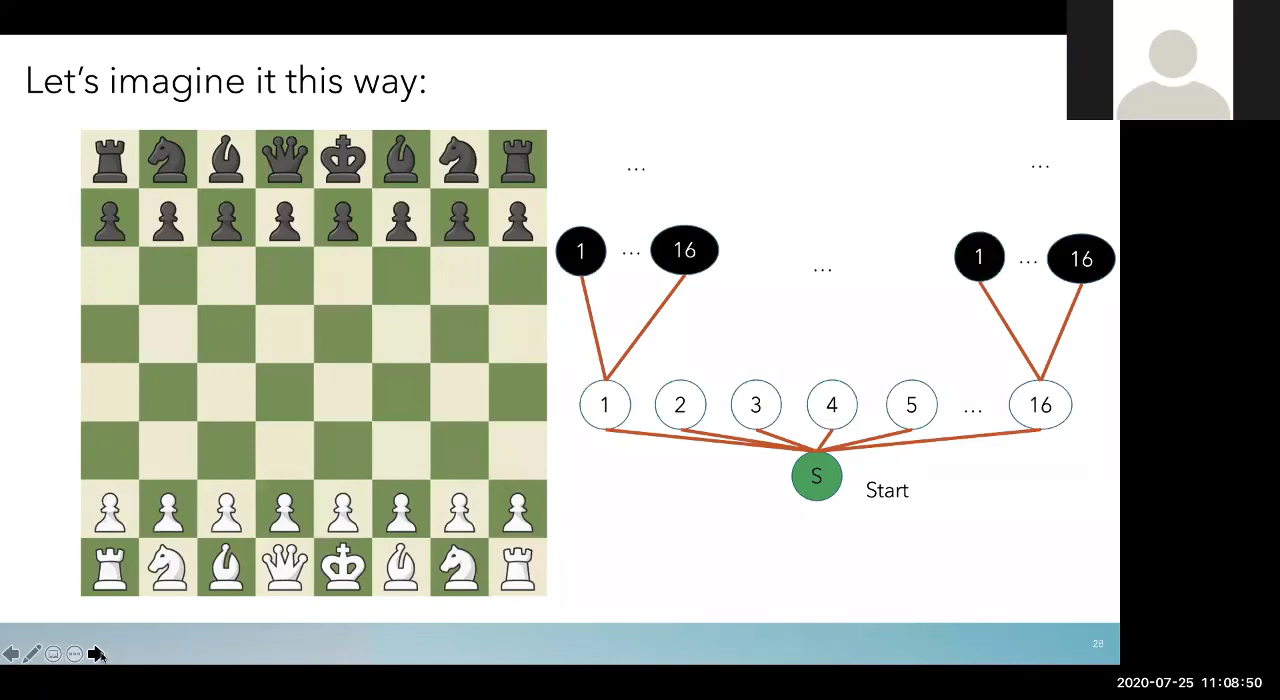 Let's imagine it this way:
... ...
1 ... 16 ... 1 ... 16
1 2 3 4 5 ... 16
S Start
28
2020-07-25 11:08:50